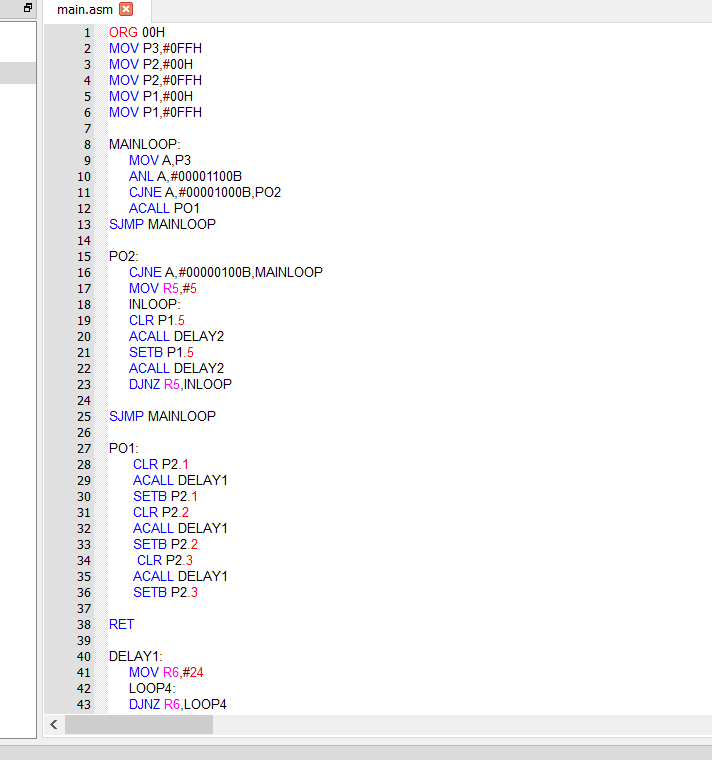 main.asm
1 ORG 00H
2 MOV P3,#0FFH
3 MOV P2,#00H
4 MOV P2,#0FFH
5 MOV P1,#00H
6 MOV P1,#0FFH
7
8 MAINLOOP:
9 MOV A,P3
10 ANL A,#00001100B
11 CJNE A,#00001000B,PO2
12 ACALL PO1
13 SJMP MAINLOOP
14
15 PO2:
16 CJNE A,#00000100B,MAINLOOP
17 MOV R5,#5
18 INLOOP:
19 CLR P1.5
20 ACALL DELAY2
21 SETB P1.5
22 ACALL DELAY2
23 DJNZ R5,INLOOP
24
25 SJMP MAINLOOP
26
27 PO1:
28 CLR P2.1
29 ACALL DELAY1
30 SETB P2.1
31 CLR P2.2
32 ACALL DELAY1
33 SETB P2.2
34 CLR P2.3
35 ACALL DELAY1
36 SETB P2.3
37
38 RET
39
40 DELAY1:
41 MOV R6,#24
42 LOOP4:
43 DJNZ R6,LOOP4